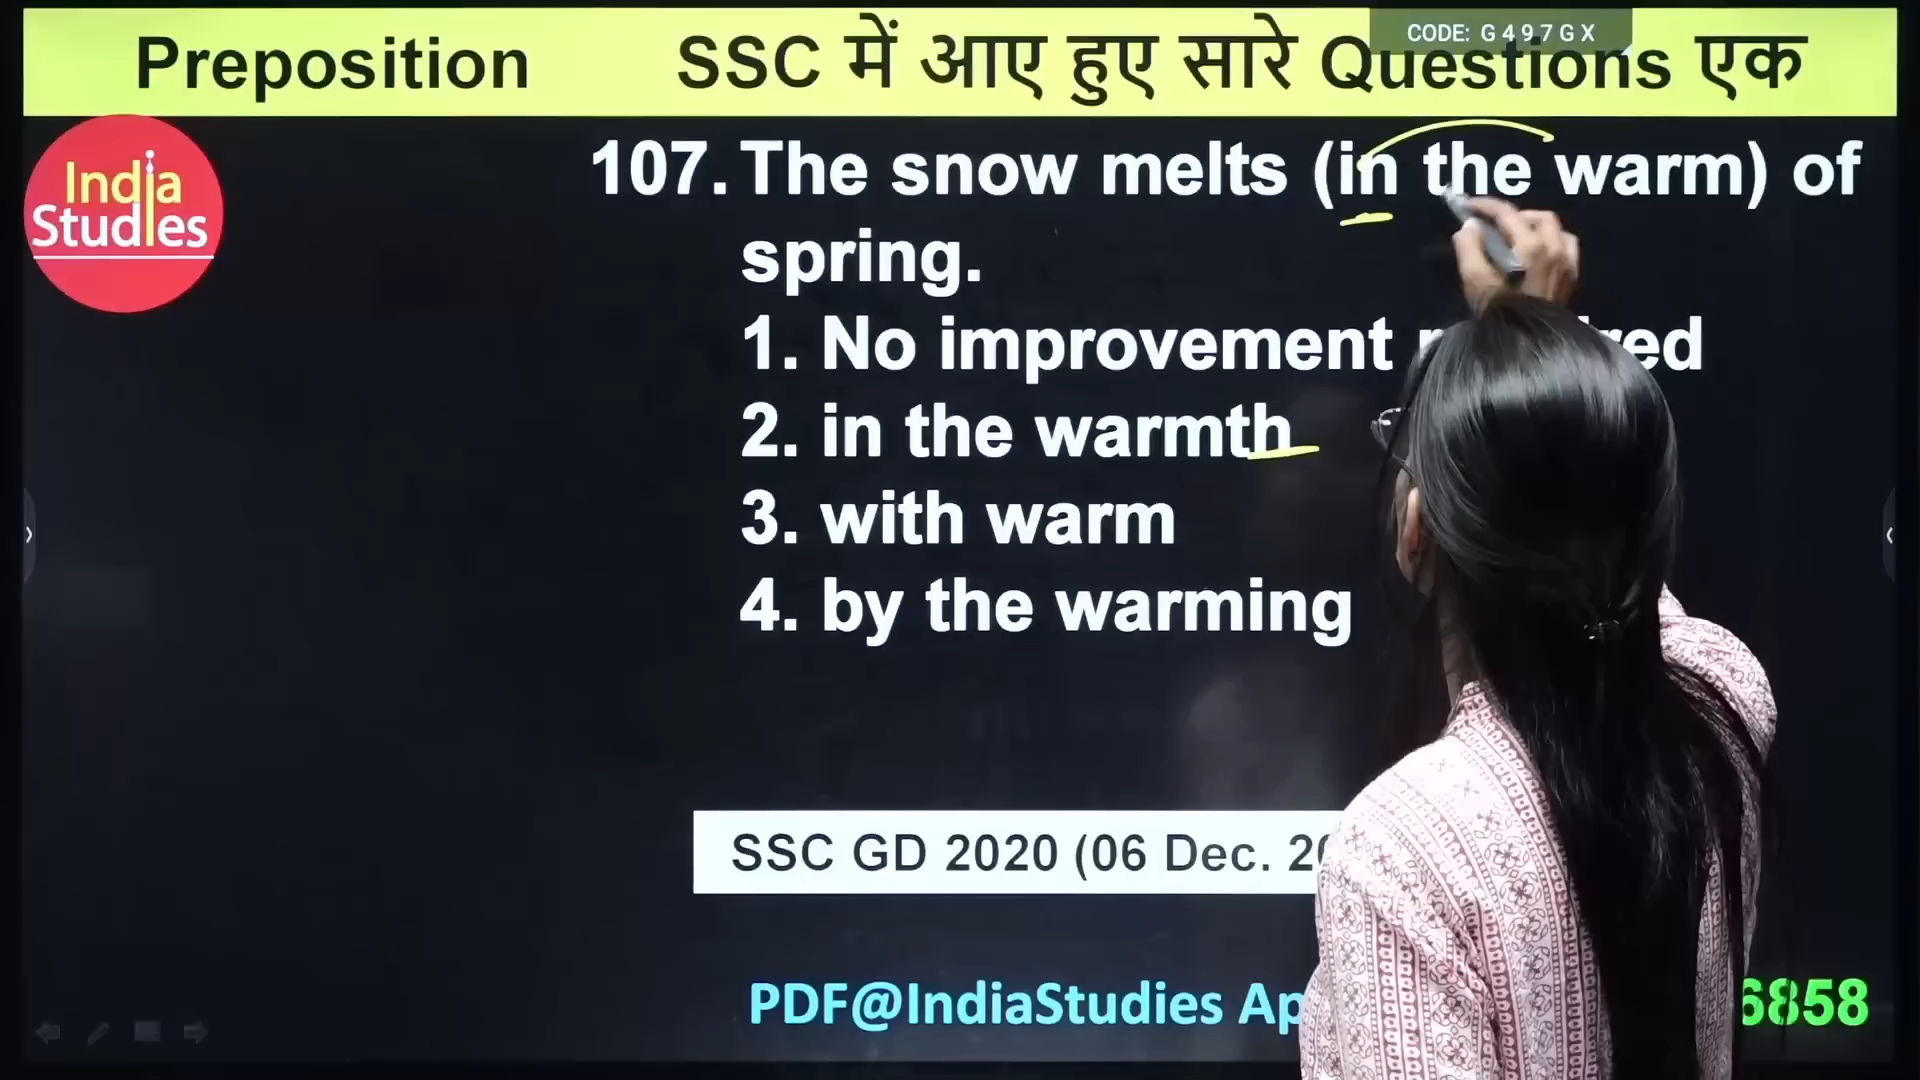 Preposition SSC में आए हुए सारे Questions एक
CODE: G497GX
India
Studies
107. The snow melts (in the warm) of
spring.
1. No improvement
2. in the warmth
3. with warm
4. by the warming
SSC GD 2020 (06 Dec.
PDF@IndiaStudies
6858